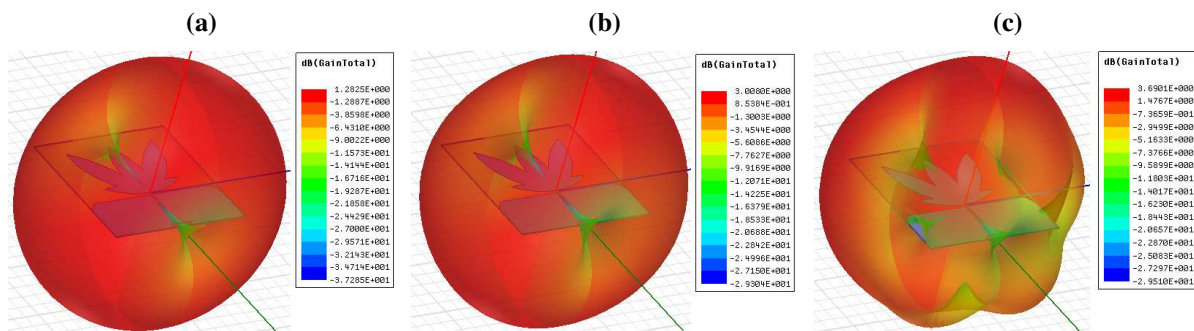 (a)
(b)
(c)
dB(GainTotal)
1.2825E+000
-1.2887E+000
-3.8598E+000
-6.4310E+000
-9.0022E+000
-1.1573E+001
-1.4144E+001
-1.6716E+001
-1.9287E+001
-2.1858E+001
-2.4429E+001
-2.7000E+001
-2.9571E+001
-3.2143E+001
-3.4714E+001
-3.7285E+001
dB(GainTotal)
3.0080E+000
8.5384E-001
-1.3003E+000
-3.4544E+000
-5.6086E+000
-7.7627E+000
-9.9169E+000
-1.2071E+001
-1.4225E+001
-1.6379E+001
-1.8533E+001
-2.0688E+001
-2.2842E+001
-2.4996E+001
-2.7150E+001
-2.9304E+001
dB(GainTotal)
3.6901E+000
1.4767E+000
-7.3659E-001
-2.9499E+000
-5.1633E+000
-7.3766E+000
-9.5899E+000
-1.1803E+001
-1.4017E+001
-1.6230E+001
-1.8443E+001
-2.0657E+001
-2.2870E+001
-2.5083E+001
-2.7297E+001
-2.9510E+001